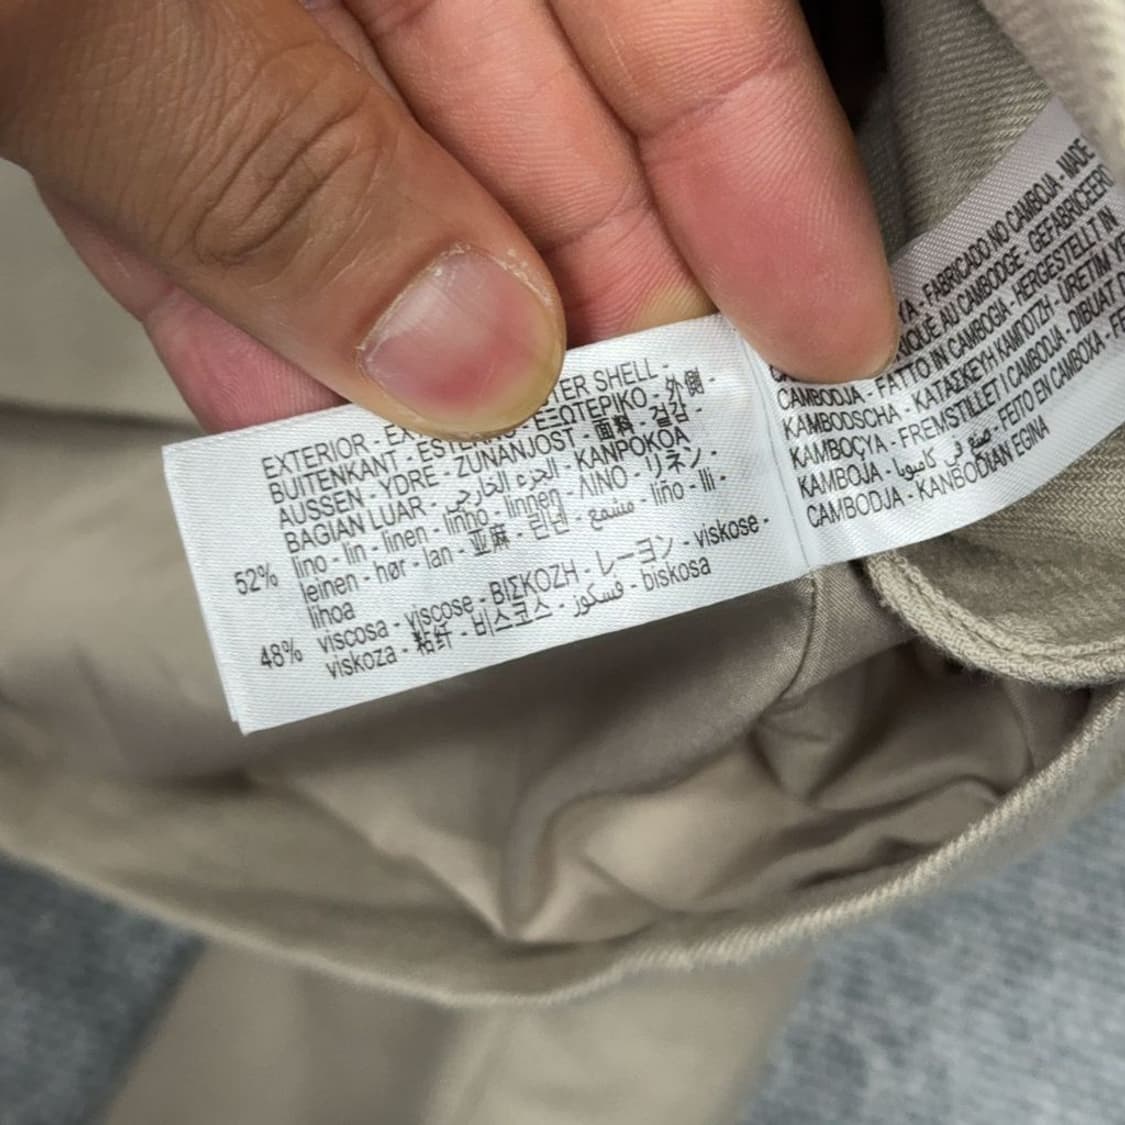 EXTERIOR - SHELL -
BUITENKANT - ΕΞΩΤΕΡΙΚΟ - 外側 -
AUSSEN - YDRE - ZUNANJOST - 面料 - 겉감 -
BAGIAN LUAR - الجزء الخارجي - KANPOKOA
52% lino - lin - linen - linho - linnen - ΛΙΝΟ - リネン -
leinen - hør - lan - 亚麻 - 린넨 - مشمع - liño - lli -
lihoa
48% viscosa - viscose - ΒΙΣΚΟΖΗ - レーヨン - viskose -
viskoza - 粘纤 - 비스코스 - فسكوز - biskosa
- FABRICADO NO CAMBOJA - MADE
AU CAMBODGE - GEFABRICEERD
CAMBODJA - FATTO IN CAMBOGIA - HERGESTELLT IN
KAMBODSCHA - ΚΑΤΑΣΚΕΥΗ ΚΑΜΠΟΤΖΗ - ÜRETİM YERİ
KAMBOÇYA - FREMSTILLET I CAMBODJA - DIBUAT DI
KAMBOJA - صنع في كامبوديا - FEITO EN CAMBOXA -
CAMBODJA - KANBODIAN EGINA